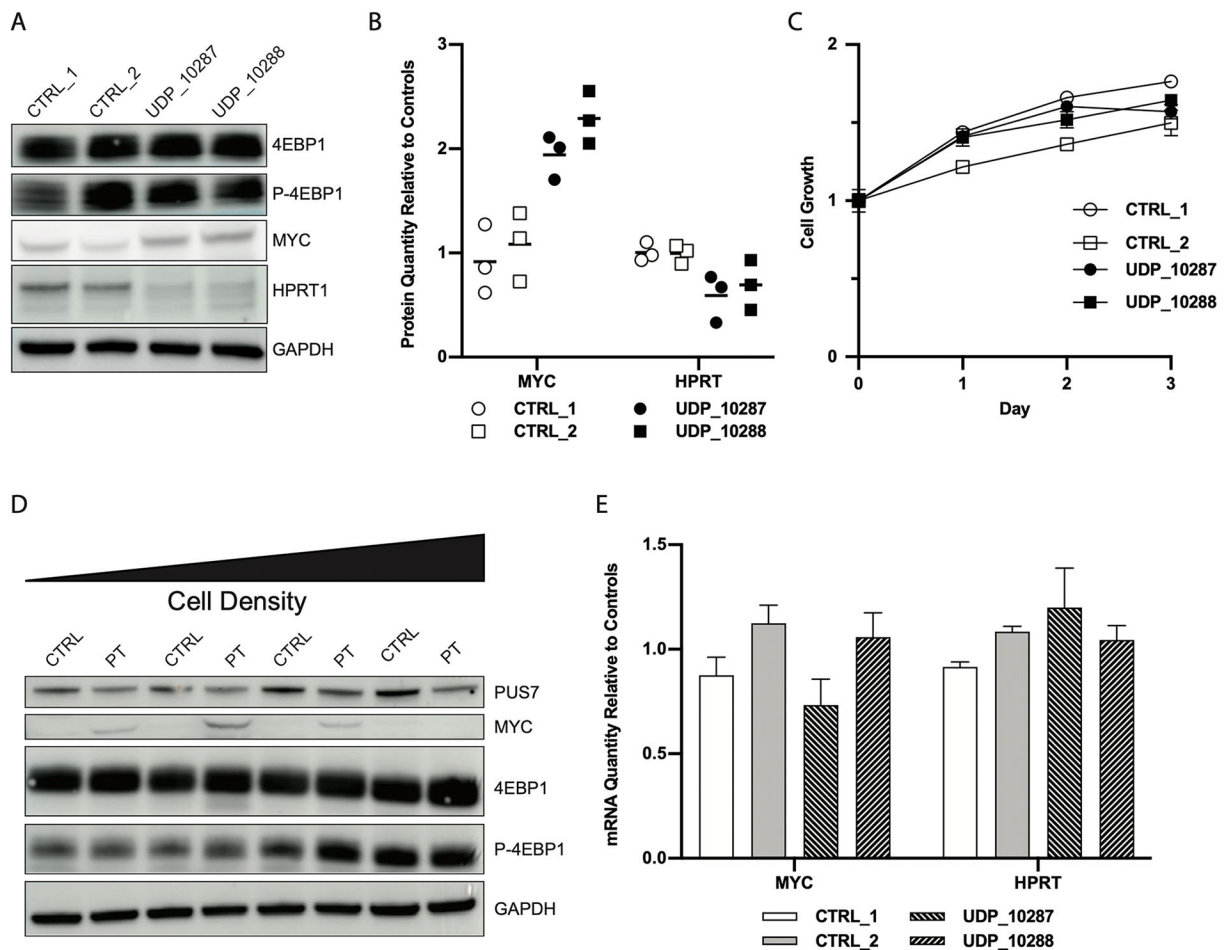 A
CTRL_1 CTRL_2 UDP_10287 UDP_10288
4EBP1
P-4EBP1
MYC
HPRT1
GAPDH
B
Protein Quantity Relative to Controls
3
2
1
0
MYC HPRT
CTRL_1 UDP_10287
CTRL_2 UDP_10288
C
Cell Growth
2
1
0
CTRL_1
CTRL_2
UDP_10287
UDP_10288
0 1 2 3
Day
D
Cell Density
CTRL PT CTRL PT CTRL PT CTRL PT
PUS7
MYC
4EBP1
P-4EBP1
GAPDH
E
mRNA Quantity Relative to Controls
1.5
1.0
0.5
0.0
MYC HPRT
CTRL_1 UDP_10287
CTRL_2 UDP_10288